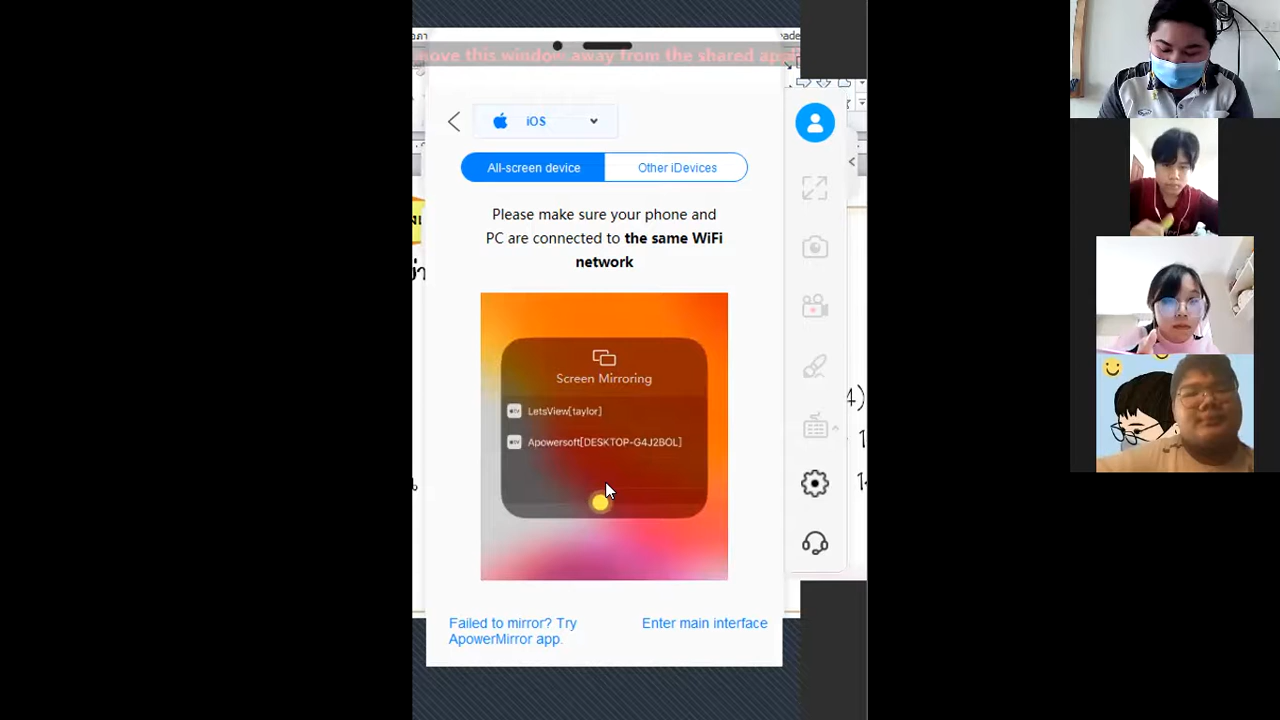 move this window away from the shared app
iOS
All-screen device
Other iDevices
Please make sure your phone and
PC are connected to the same WiFi
network
Screen Mirroring
LetsView[taylor]
Apowersoft[DESKTOP-G4J2BOL]
Failed to mirror? Try
ApowerMirror app.
Enter main interface